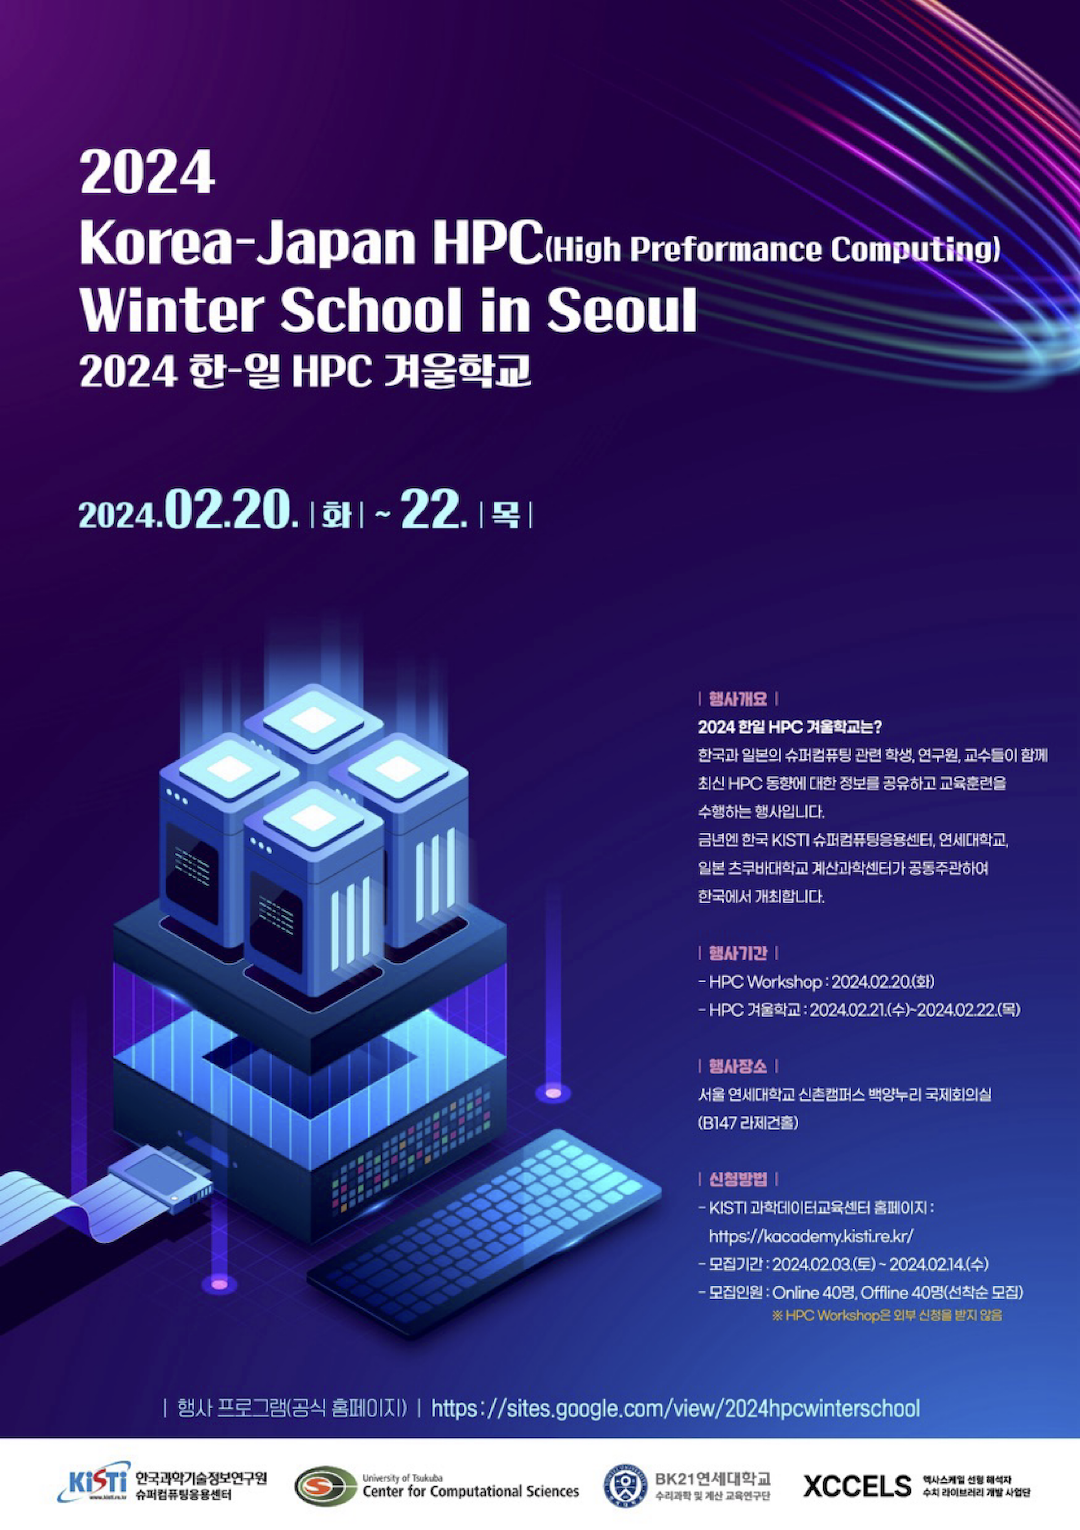 2024
Korea-Japan HPC(High Preformance Computing)
Winter School in Seoul
2024 한-일 HPC 겨울학교
2024.02.20. |화| ~ 22. |목|
| 행사개요 |
2024 한일 HPC 겨울학교는?
한국과 일본의 슈퍼컴퓨팅 관련 학생, 연구원, 교수들이 함께
최신 HPC 동향에 대한 정보를 공유하고 교육훈련을
수행하는 행사입니다.
금년엔 한국 KISTI 슈퍼컴퓨팅응용센터, 연세대학교,
일본 츠쿠바대학교 계산과학센터가 공동주관하여
한국에서 개최합니다.
| 행사기간 |
- HPC Workshop : 2024.02.20.(화)
- HPC 겨울학교 : 2024.02.21.(수)~2024.02.22.(목)
| 행사장소 |
서울 연세대학교 신촌캠퍼스 백양누리 국제회의실
(B147 라제건홀)
| 신청방법 |
- KISTI 과학데이터교육센터 홈페이지 :
https://kacademy.kisti.re.kr/
- 모집기간 : 2024.02.03.(토) ~ 2024.02.14.(수)
- 모집인원 : Online 40명, Offline 40명(선착순 모집)
※ HPC Workshop은 외부 신청을 받지 않음
| 행사 프로그램(공식 홈페이지) | https://sites.google.com/view/2024hpcwinterschool
KiSTi
www.kisti.re.kr
한국과학기술정보연구원
슈퍼컴퓨팅응용센터
University of Tsukuba
Center for Computational Sciences
BK21연세대학교
수리과학 및 계산 교육연구단
XCCELS
엑사스케일 선형 해석자
수치 라이브러리 개발 사업단